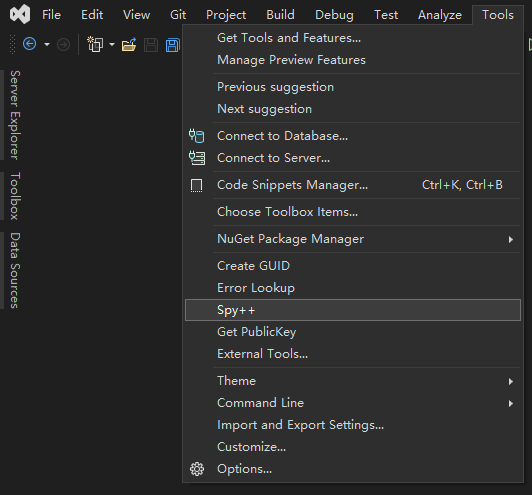 File Edit View Git Project Build Debug Test Analyze Tools
Get Tools and Features...
Manage Preview Features
Previous suggestion
Next suggestion
Connect to Database...
Connect to Server...
Code Snippets Manager... Ctrl+K, Ctrl+B
Choose Toolbox Items...
NuGet Package Manager
Create GUID
Error Lookup
Spy++
Get PublicKey
External Tools...
Theme
Command Line
Import and Export Settings...
Customize...
Options...
Server Explorer
Toolbox
Data Sources